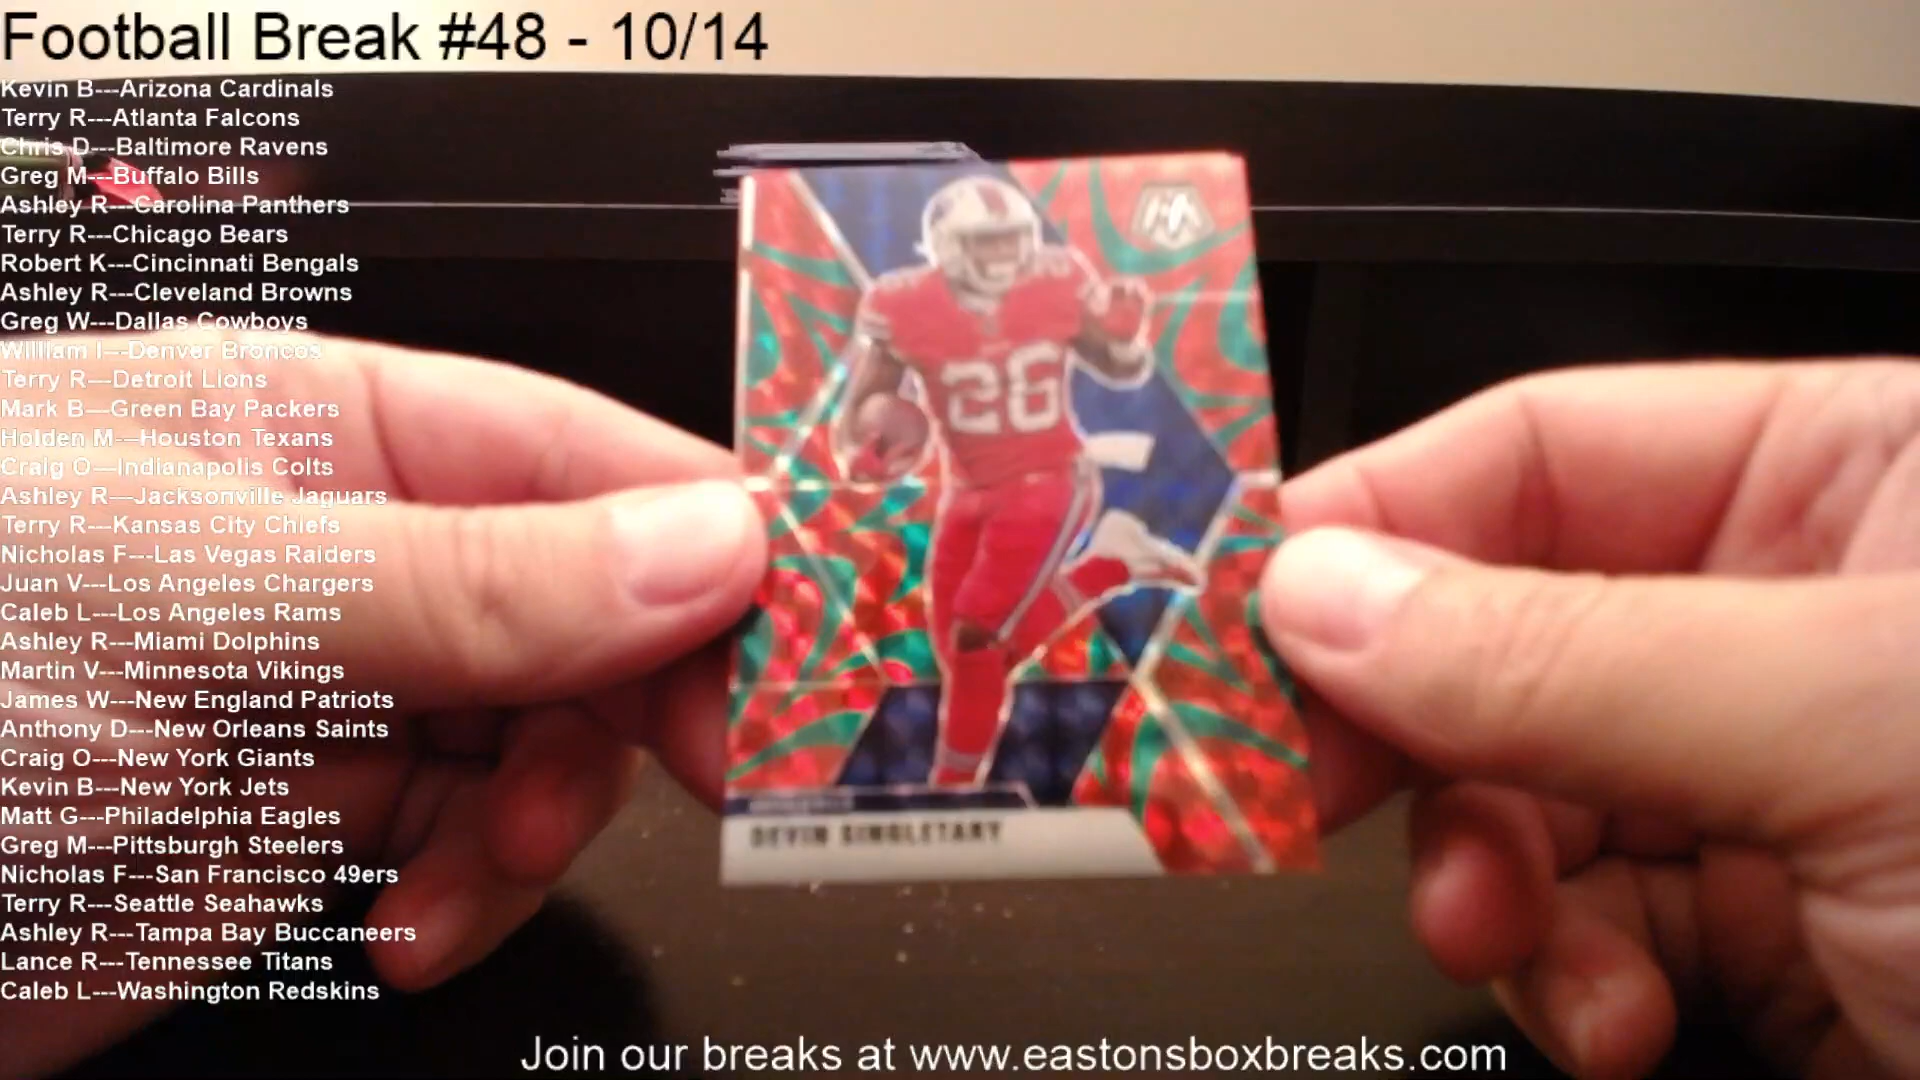 Football Break #48 - 10/14
Kevin B---Arizona Cardinals
Terry R---Atlanta Falcons
Chris D---Baltimore Ravens
Greg M---Buffalo Bills
Ashley R---Carolina Panthers
Terry R---Chicago Bears
Robert K---Cincinnati Bengals
Ashley R---Cleveland Browns
Greg W---Dallas Cowboys
William I---Denver Broncos
Terry R---Detroit Lions
Mark B---Green Bay Packers
Holden M---Houston Texans
Craig O---Indianapolis Colts
Ashley R---Jacksonville Jaguars
Terry R---Kansas City Chiefs
Nicholas F---Las Vegas Raiders
Juan V---Los Angeles Chargers
Caleb L---Los Angeles Rams
Ashley R---Miami Dolphins
Martin V---Minnesota Vikings
James W---New England Patriots
Anthony D---New Orleans Saints
Craig O---New York Giants
Kevin B---New York Jets
Matt G---Philadelphia Eagles
Greg M---Pittsburgh Steelers
Nicholas F---San Francisco 49ers
Terry R---Seattle Seahawks
Ashley R---Tampa Bay Buccaneers
Lance R---Tennessee Titans
Caleb L---Washington Redskins
26
DEVIN SINGLETARY
Join our breaks at www.eastonsboxbreaks.com